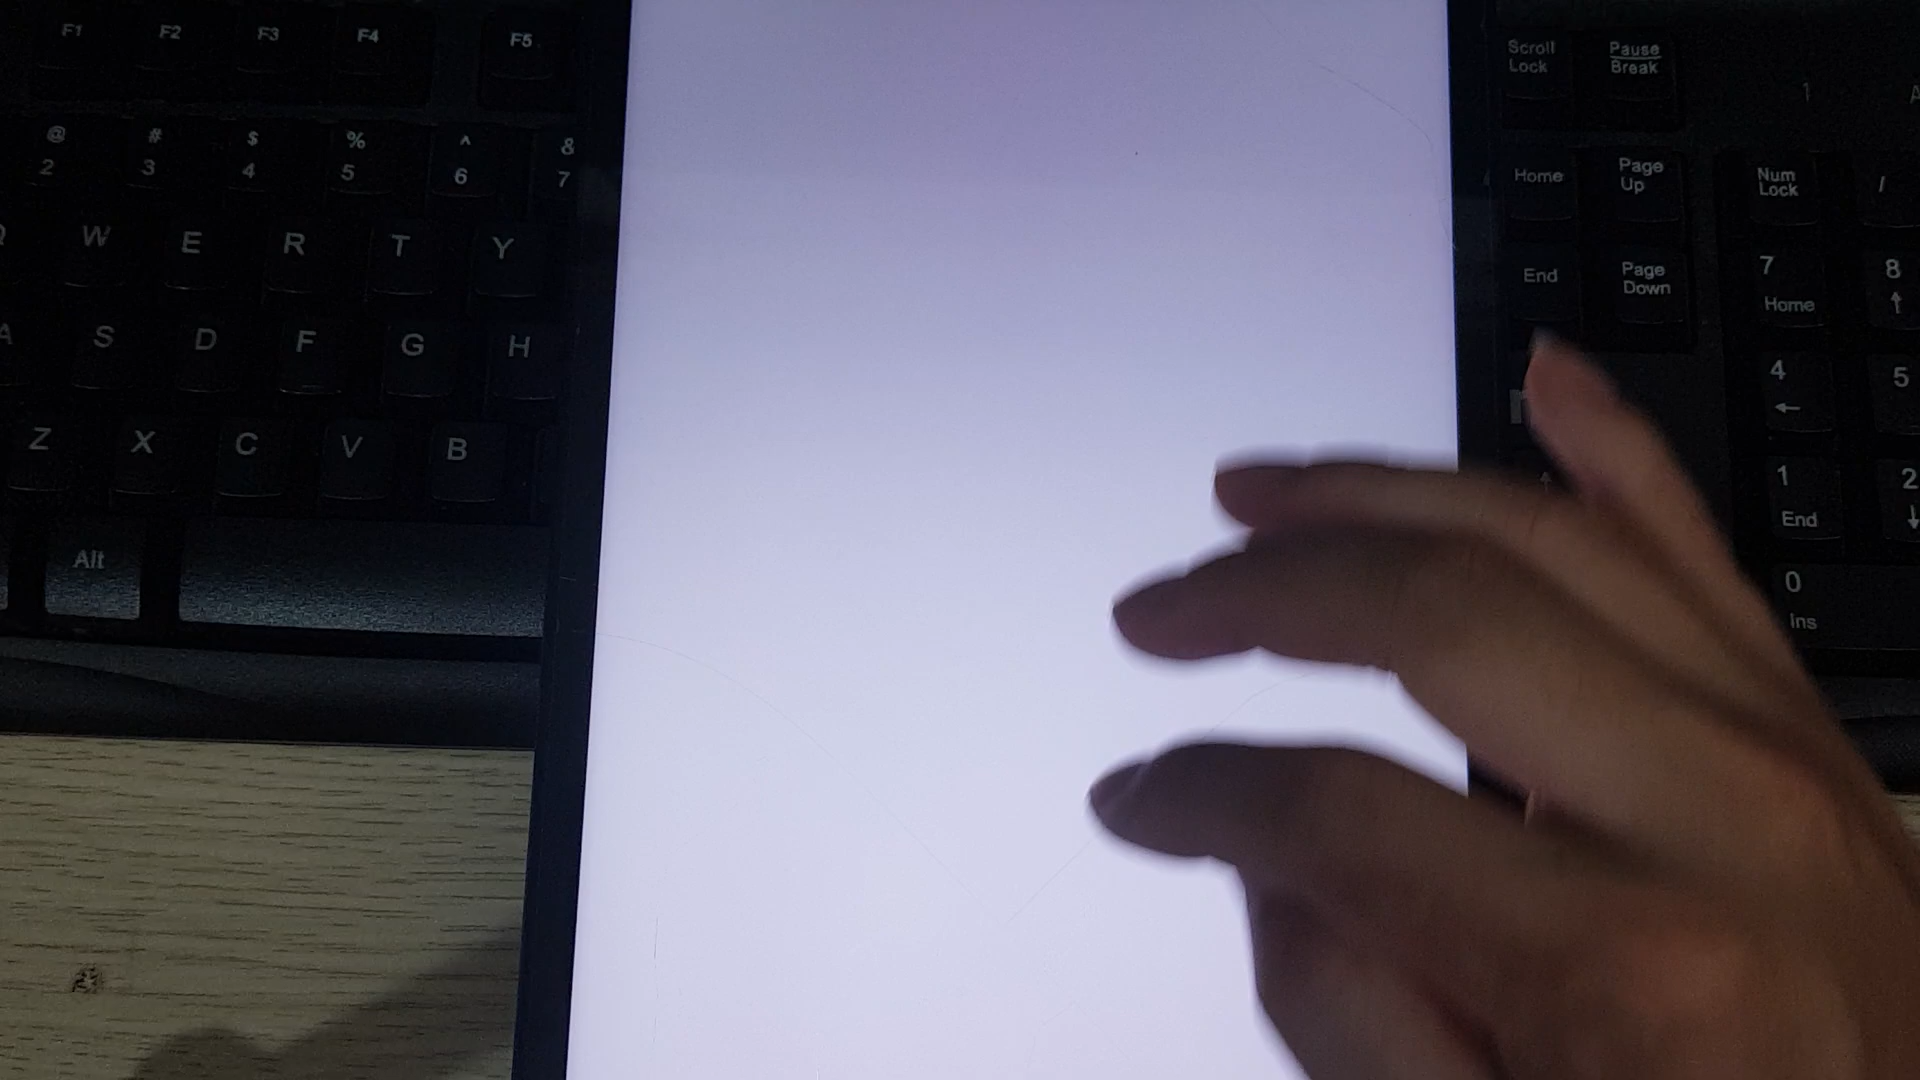 F1 F2 F3 F4 F5 Scroll Lock Pause Break
@ # $ % ^ &
2 3 4 5 6 7 Home Page Up Num Lock /
W E R T Y End Page Down 7 Home 8 ↑
A S D F G H 4 ← 5
Z X C V B ↑ 1 End 2 ↓
Alt 0 Ins